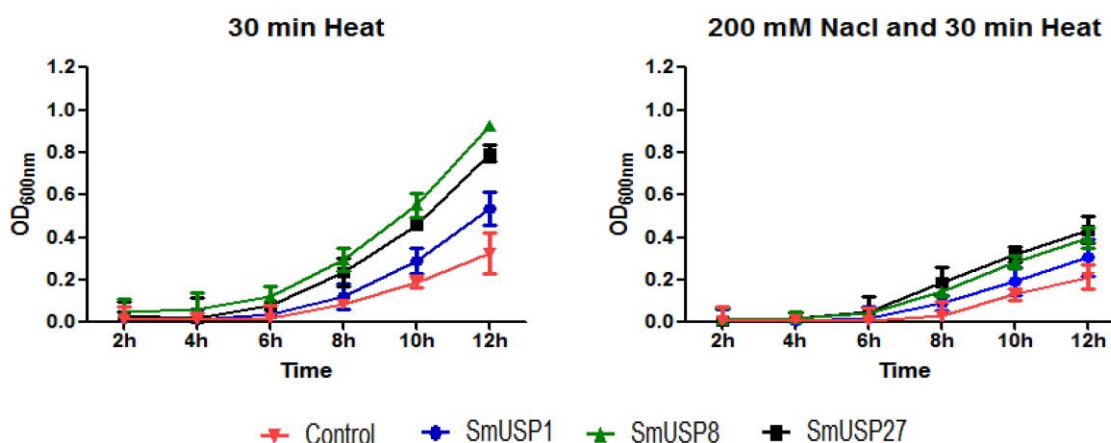 30 min Heat
1.2
1.0
0.8
0.6
0.4
0.2
0.0
OD600nm
2h 4h 6h 8h 10h 12h
Time
200 mM Nacl and 30 min Heat
1.2
1.0
0.8
0.6
0.4
0.2
0.0
OD600nm
2h 4h 6h 8h 10h 12h
Time
Control SmUSP1 SmUSP8 SmUSP27